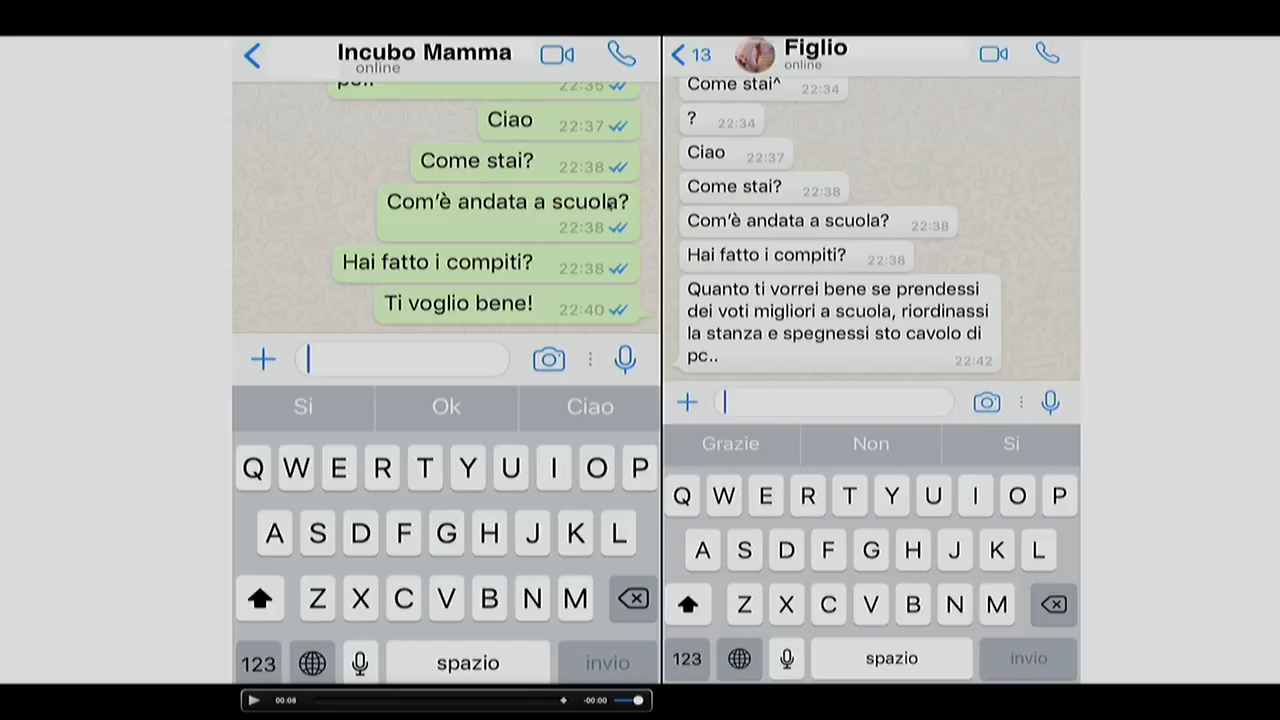 Incubo Mamma
online
22:35
Ciao 22:37
Come stai? 22:38
Com'è andata a scuola?
22:38
Hai fatto i compiti? 22:38
Ti voglio bene! 22:40
Si Ok Ciao
Q W E R T Y U I O P
A S D F G H J K L
Z X C V B N M
123 spazio invio
00:08 -00:00
13 Figlio
online
Come stai^ 22:34
? 22:34
Ciao 22:37
Come stai? 22:38
Com'è andata a scuola? 22:38
Hai fatto i compiti? 22:38
Quanto ti vorrei bene se prendessi
dei voti migliori a scuola, riordinassi
la stanza e spegnessi sto cavolo di
pc..
22:42
Grazie Non Si
Q W E R T Y U I O P
A S D F G H J K L
Z X C V B N M
123 spazio invio